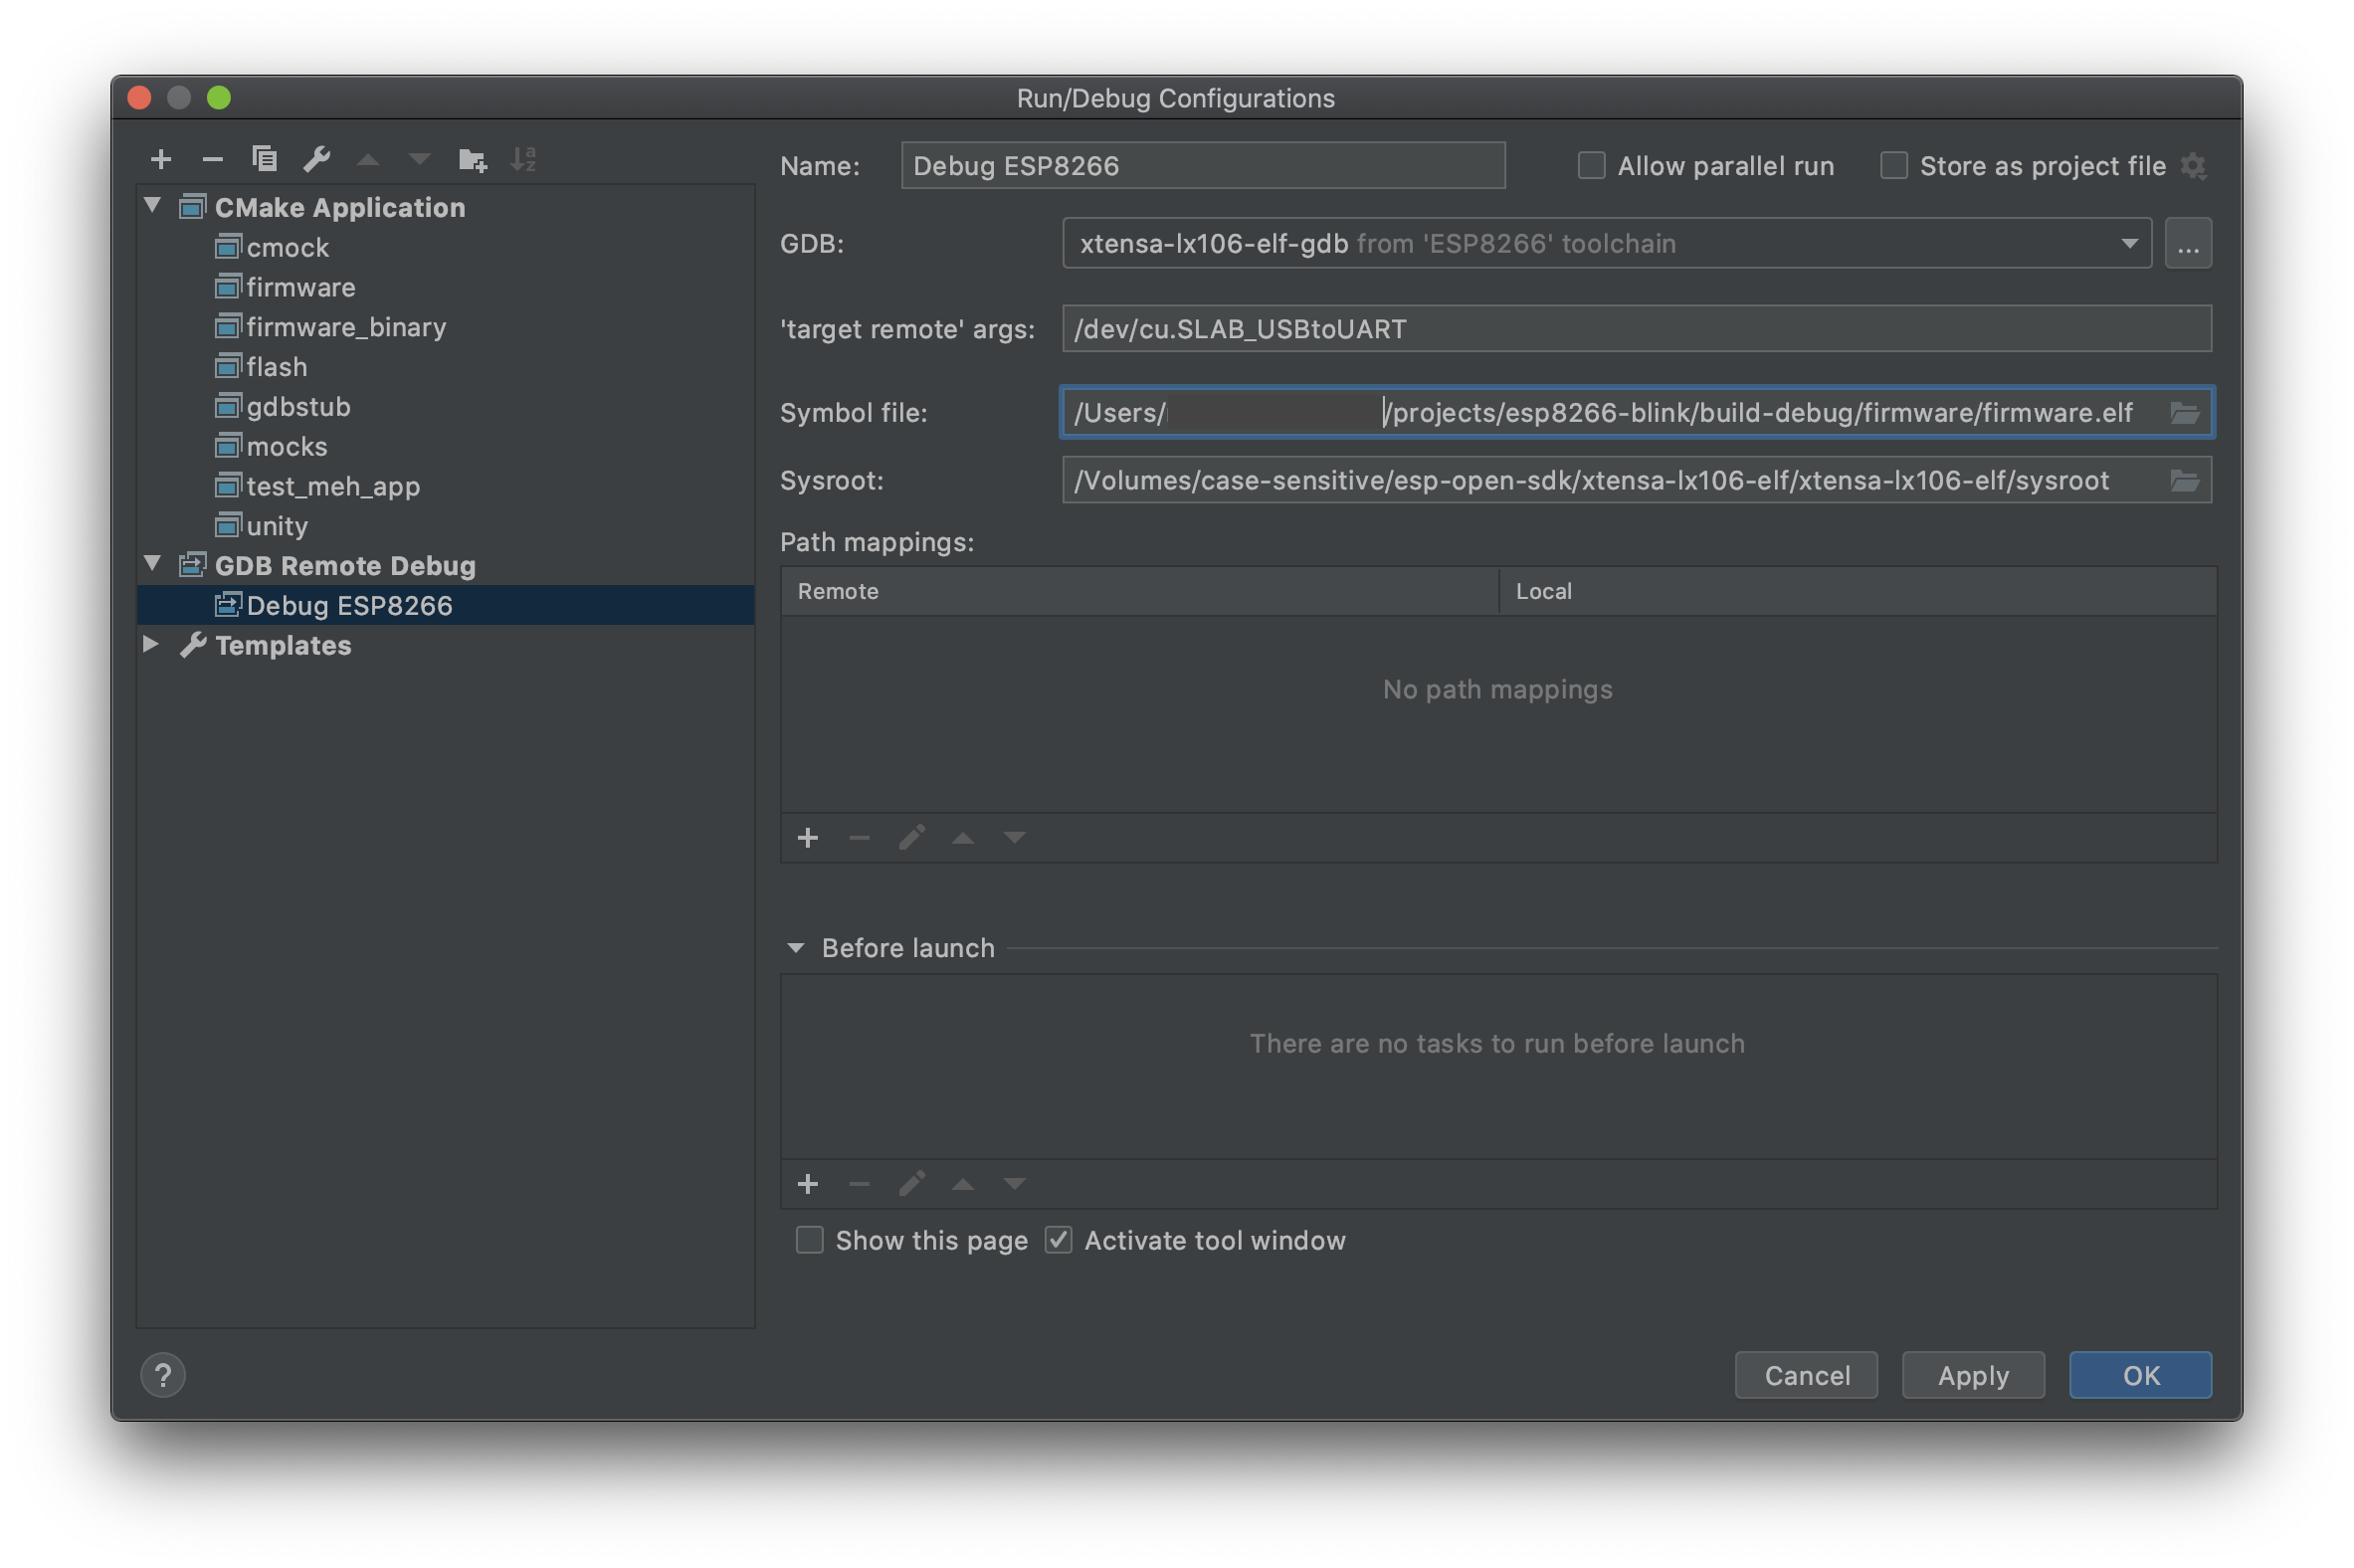 Run/Debug Configurations
CMake Application
cmock
firmware
firmware_binary
flash
gdbstub
mocks
test_meh_app
unity
GDB Remote Debug
Debug ESP8266
Templates
Name: Debug ESP8266 Allow parallel run Store as project file
GDB: xtensa-lx106-elf-gdb from 'ESP8266' toolchain ...
'target remote' args: /dev/cu.SLAB_USBtoUART
Symbol file: /Users/ /projects/esp8266-blink/build-debug/firmware/firmware.elf
Sysroot: /Volumes/case-sensitive/esp-open-sdk/xtensa-lx106-elf/xtensa-lx106-elf/sysroot
Path mappings:
Remote Local
No path mappings
Before launch
There are no tasks to run before launch
Show this page Activate tool window
? Cancel Apply OK